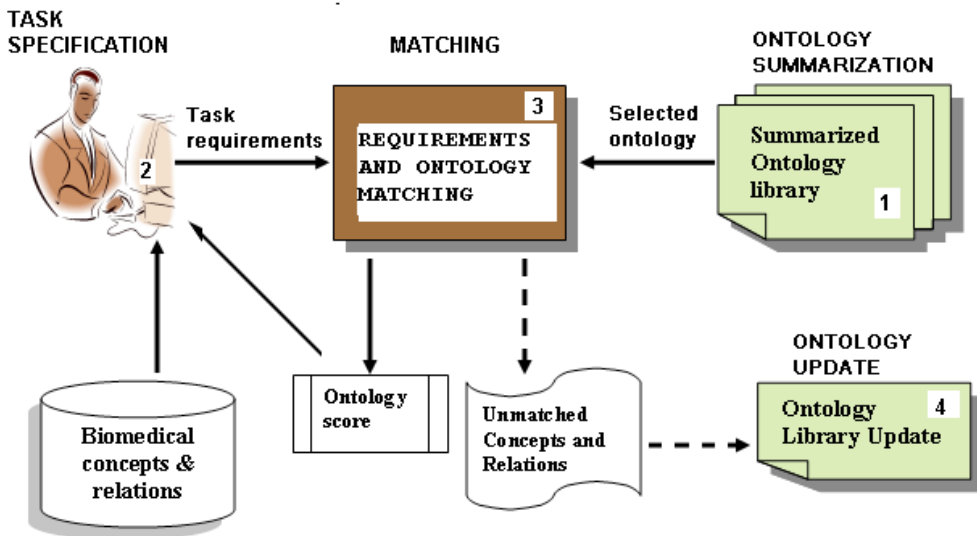 TASK
SPECIFICATION
MATCHING
ONTOLOGY
SUMMARIZATION
2
Task
requirements
3
REQUIREMENTS
AND ONTOLOGY
MATCHING
Selected
ontology
Summarized
Ontology
library
1
Biomedical
concepts &
relations
Ontology
score
Unmatched
Concepts and
Relations
ONTOLOGY
UPDATE
Ontology
Library Update
4